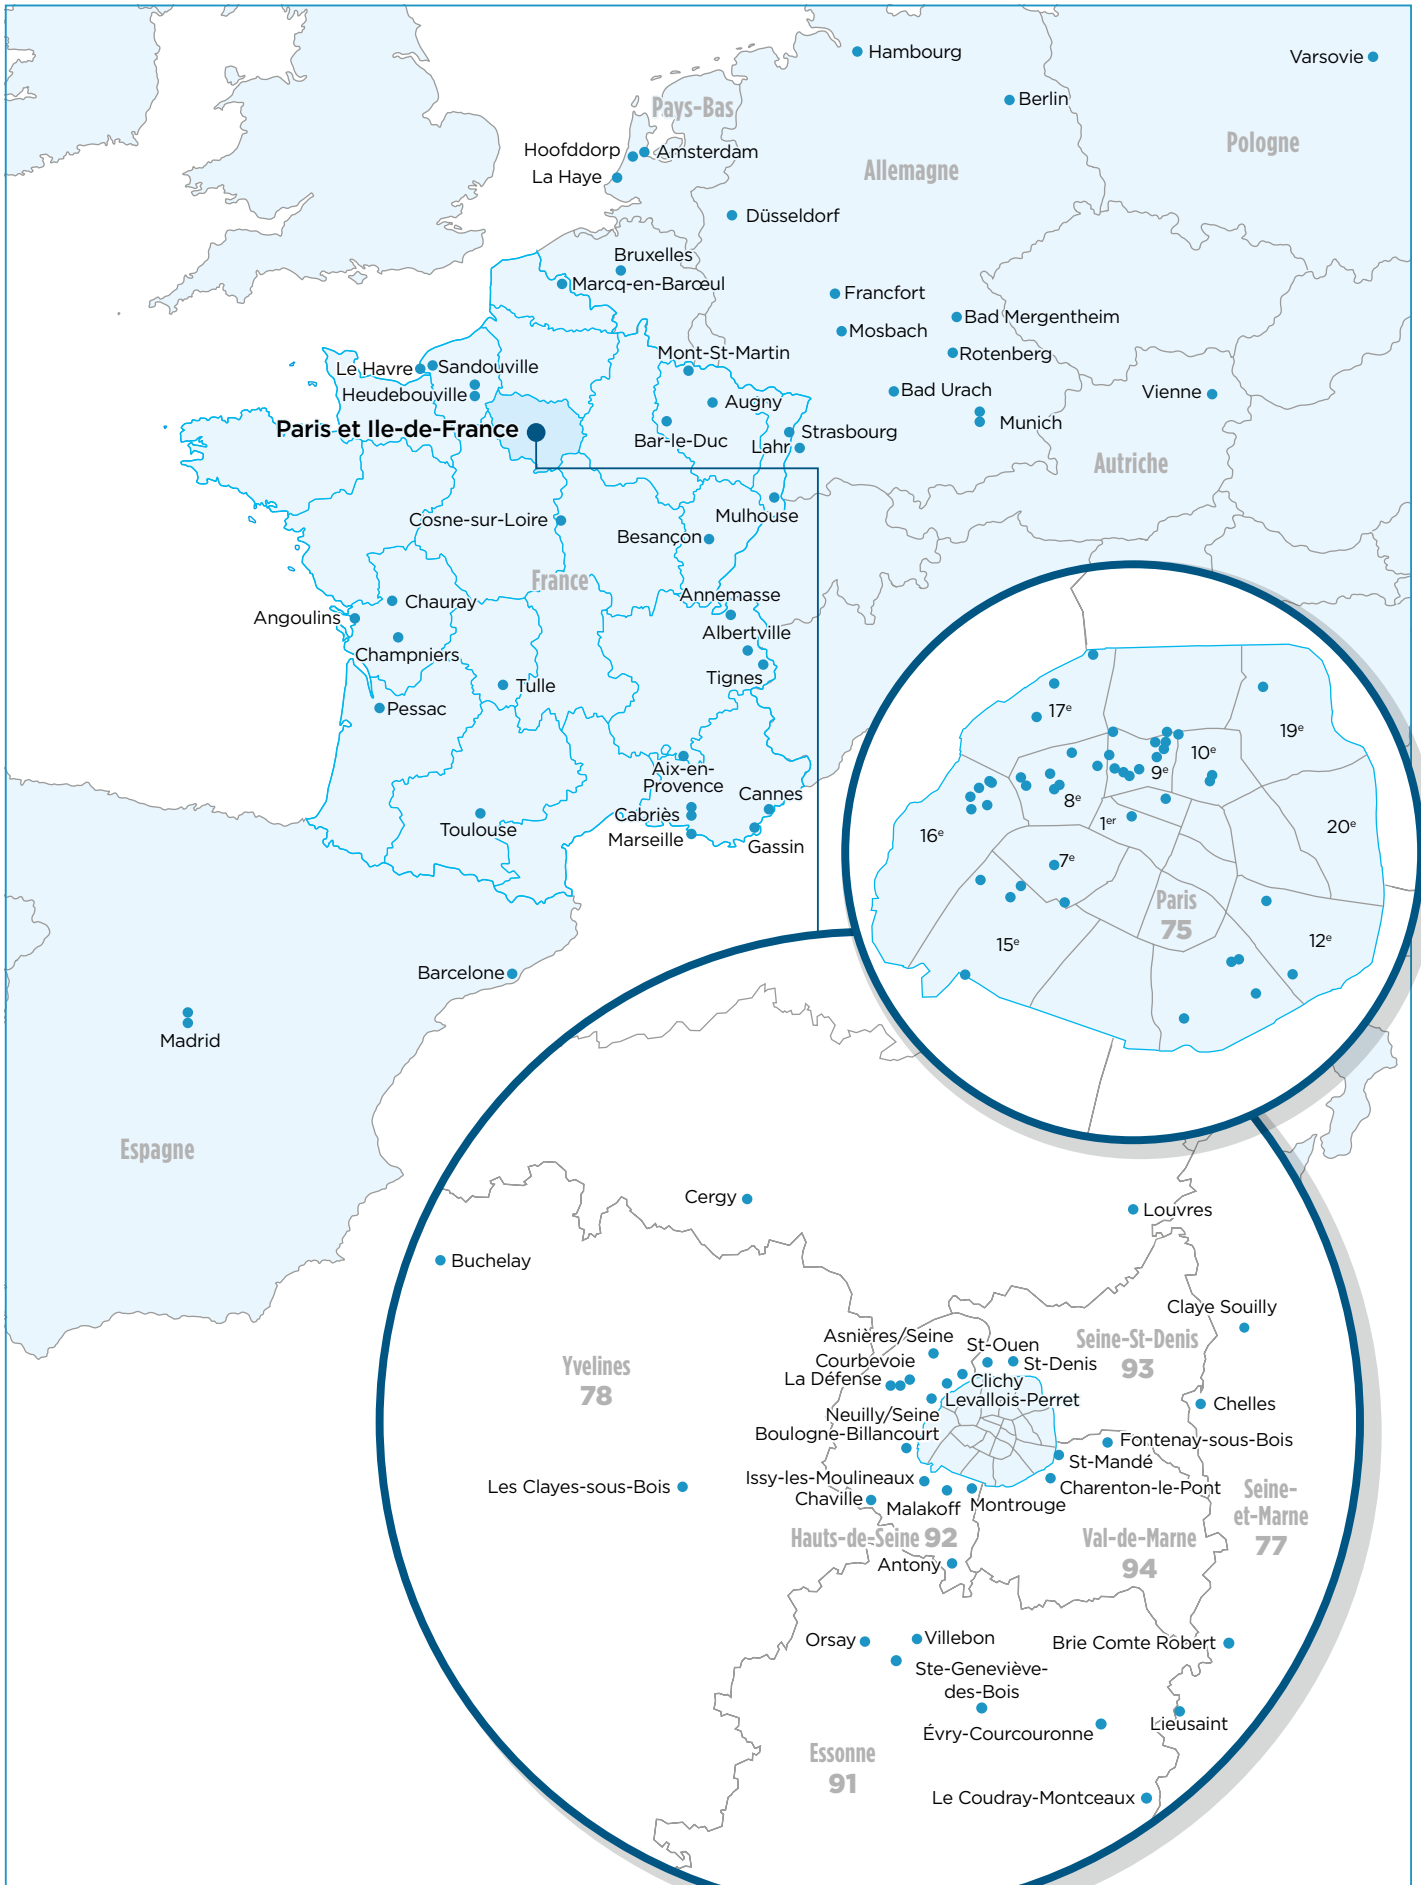 Hambourg
Varsovie
Berlin
Pays-Bas
Pologne
Hoofddorp
Amsterdam
Allemagne
La Haye
Düsseldorf
Bruxelles
Marcq-en-Barœul
Francfort
Bad Mergentheim
Mosbach
Mont-St-Martin
Rotenberg
Le Havre
Sandouville
Heudebouville
Bad Urach
Vienne
Augny
Paris et Ile-de-France
Bar-le-Duc
Strasbourg
Lahr
Munich
Autriche
Cosne-sur-Loire
Mulhouse
Besançon
France
Annemasse
Chauray
Angoulins
Albertville
Champniers
Tignes
Tulle
Pessac
Aix-en-
Provence
Cannes
Cabriès
Toulouse
Marseille
Gassin
17e
19e
10e
9e
8e
1er
16e
20e
7e
Paris
75
15e
12e
Barcelone
Madrid
Espagne
Cergy
Louvres
Buchelay
Claye Souilly
Asnières/Seine
St-Ouen
Seine-St-Denis
93
Courbevoie
St-Denis
La Défense
Clichy
Yvelines
78
Levallois-Perret
Chelles
Neuilly/Seine
Boulogne-Billancourt
Fontenay-sous-Bois
St-Mandé
Issy-les-Moulineaux
Les Clayes-sous-Bois
Charenton-le-Pont
Chaville
Malakoff
Montrouge
Seine-
et-Marne
77
Hauts-de-Seine 92
Val-de-Marne
94
Antony
Orsay
Villebon
Brie Comte Robert
Ste-Geneviève-
des-Bois
Lieusaint
Évry-Courcouronne
Essonne
91
Le Coudray-Montceaux